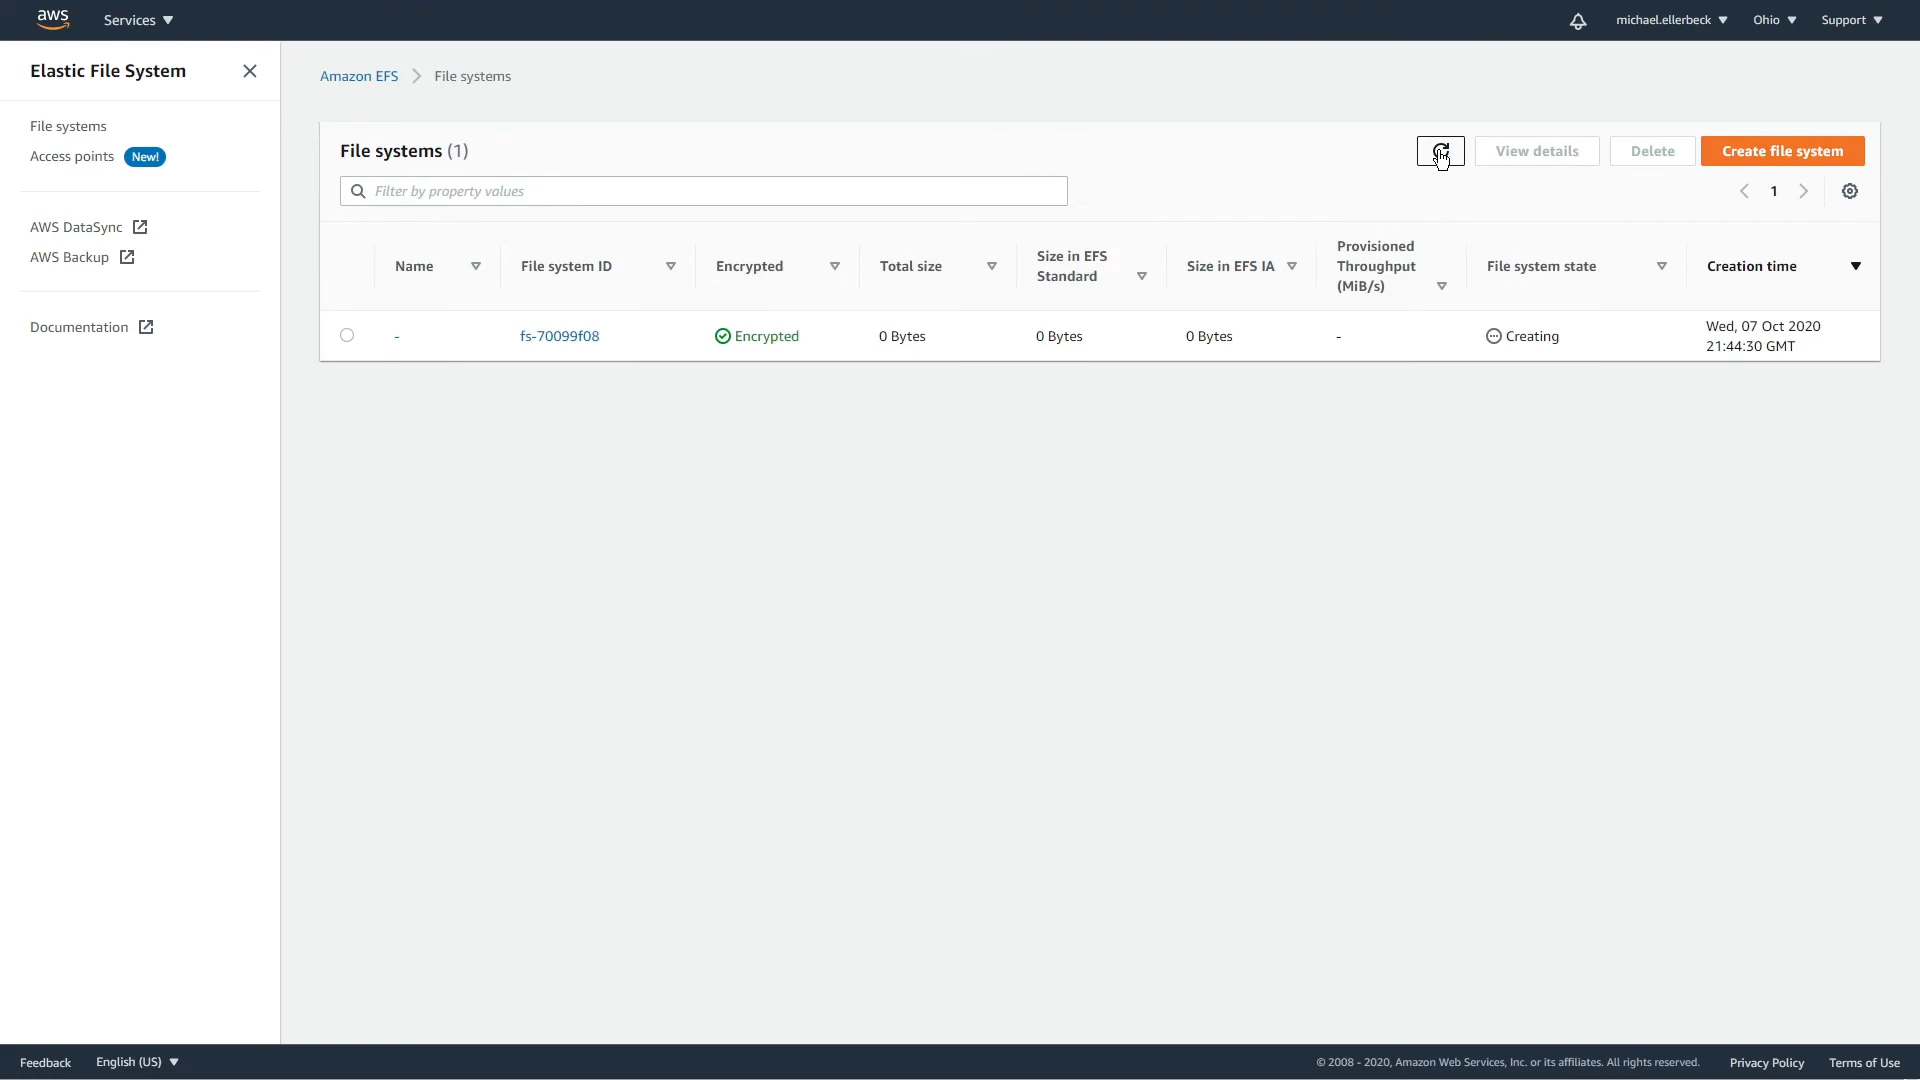 aws Services michael.ellerbeck Ohio Support
Elastic File System
File systems
Access points New!
AWS DataSync
AWS Backup
Documentation
Amazon EFS File systems
File systems (1)
View details Delete Create file system
Filter by property values
1
Name File system ID Encrypted Total size Size in EFS Standard Size in EFS IA Provisioned Throughput (MiB/s) File system state Creation time
- fs-70099f08 Encrypted 0 Bytes 0 Bytes 0 Bytes - Creating Wed, 07 Oct 2020 21:44:30 GMT
Feedback English (US) © 2008 - 2020, Amazon Web Services, Inc. or its affiliates. All rights reserved. Privacy Policy Terms of Use